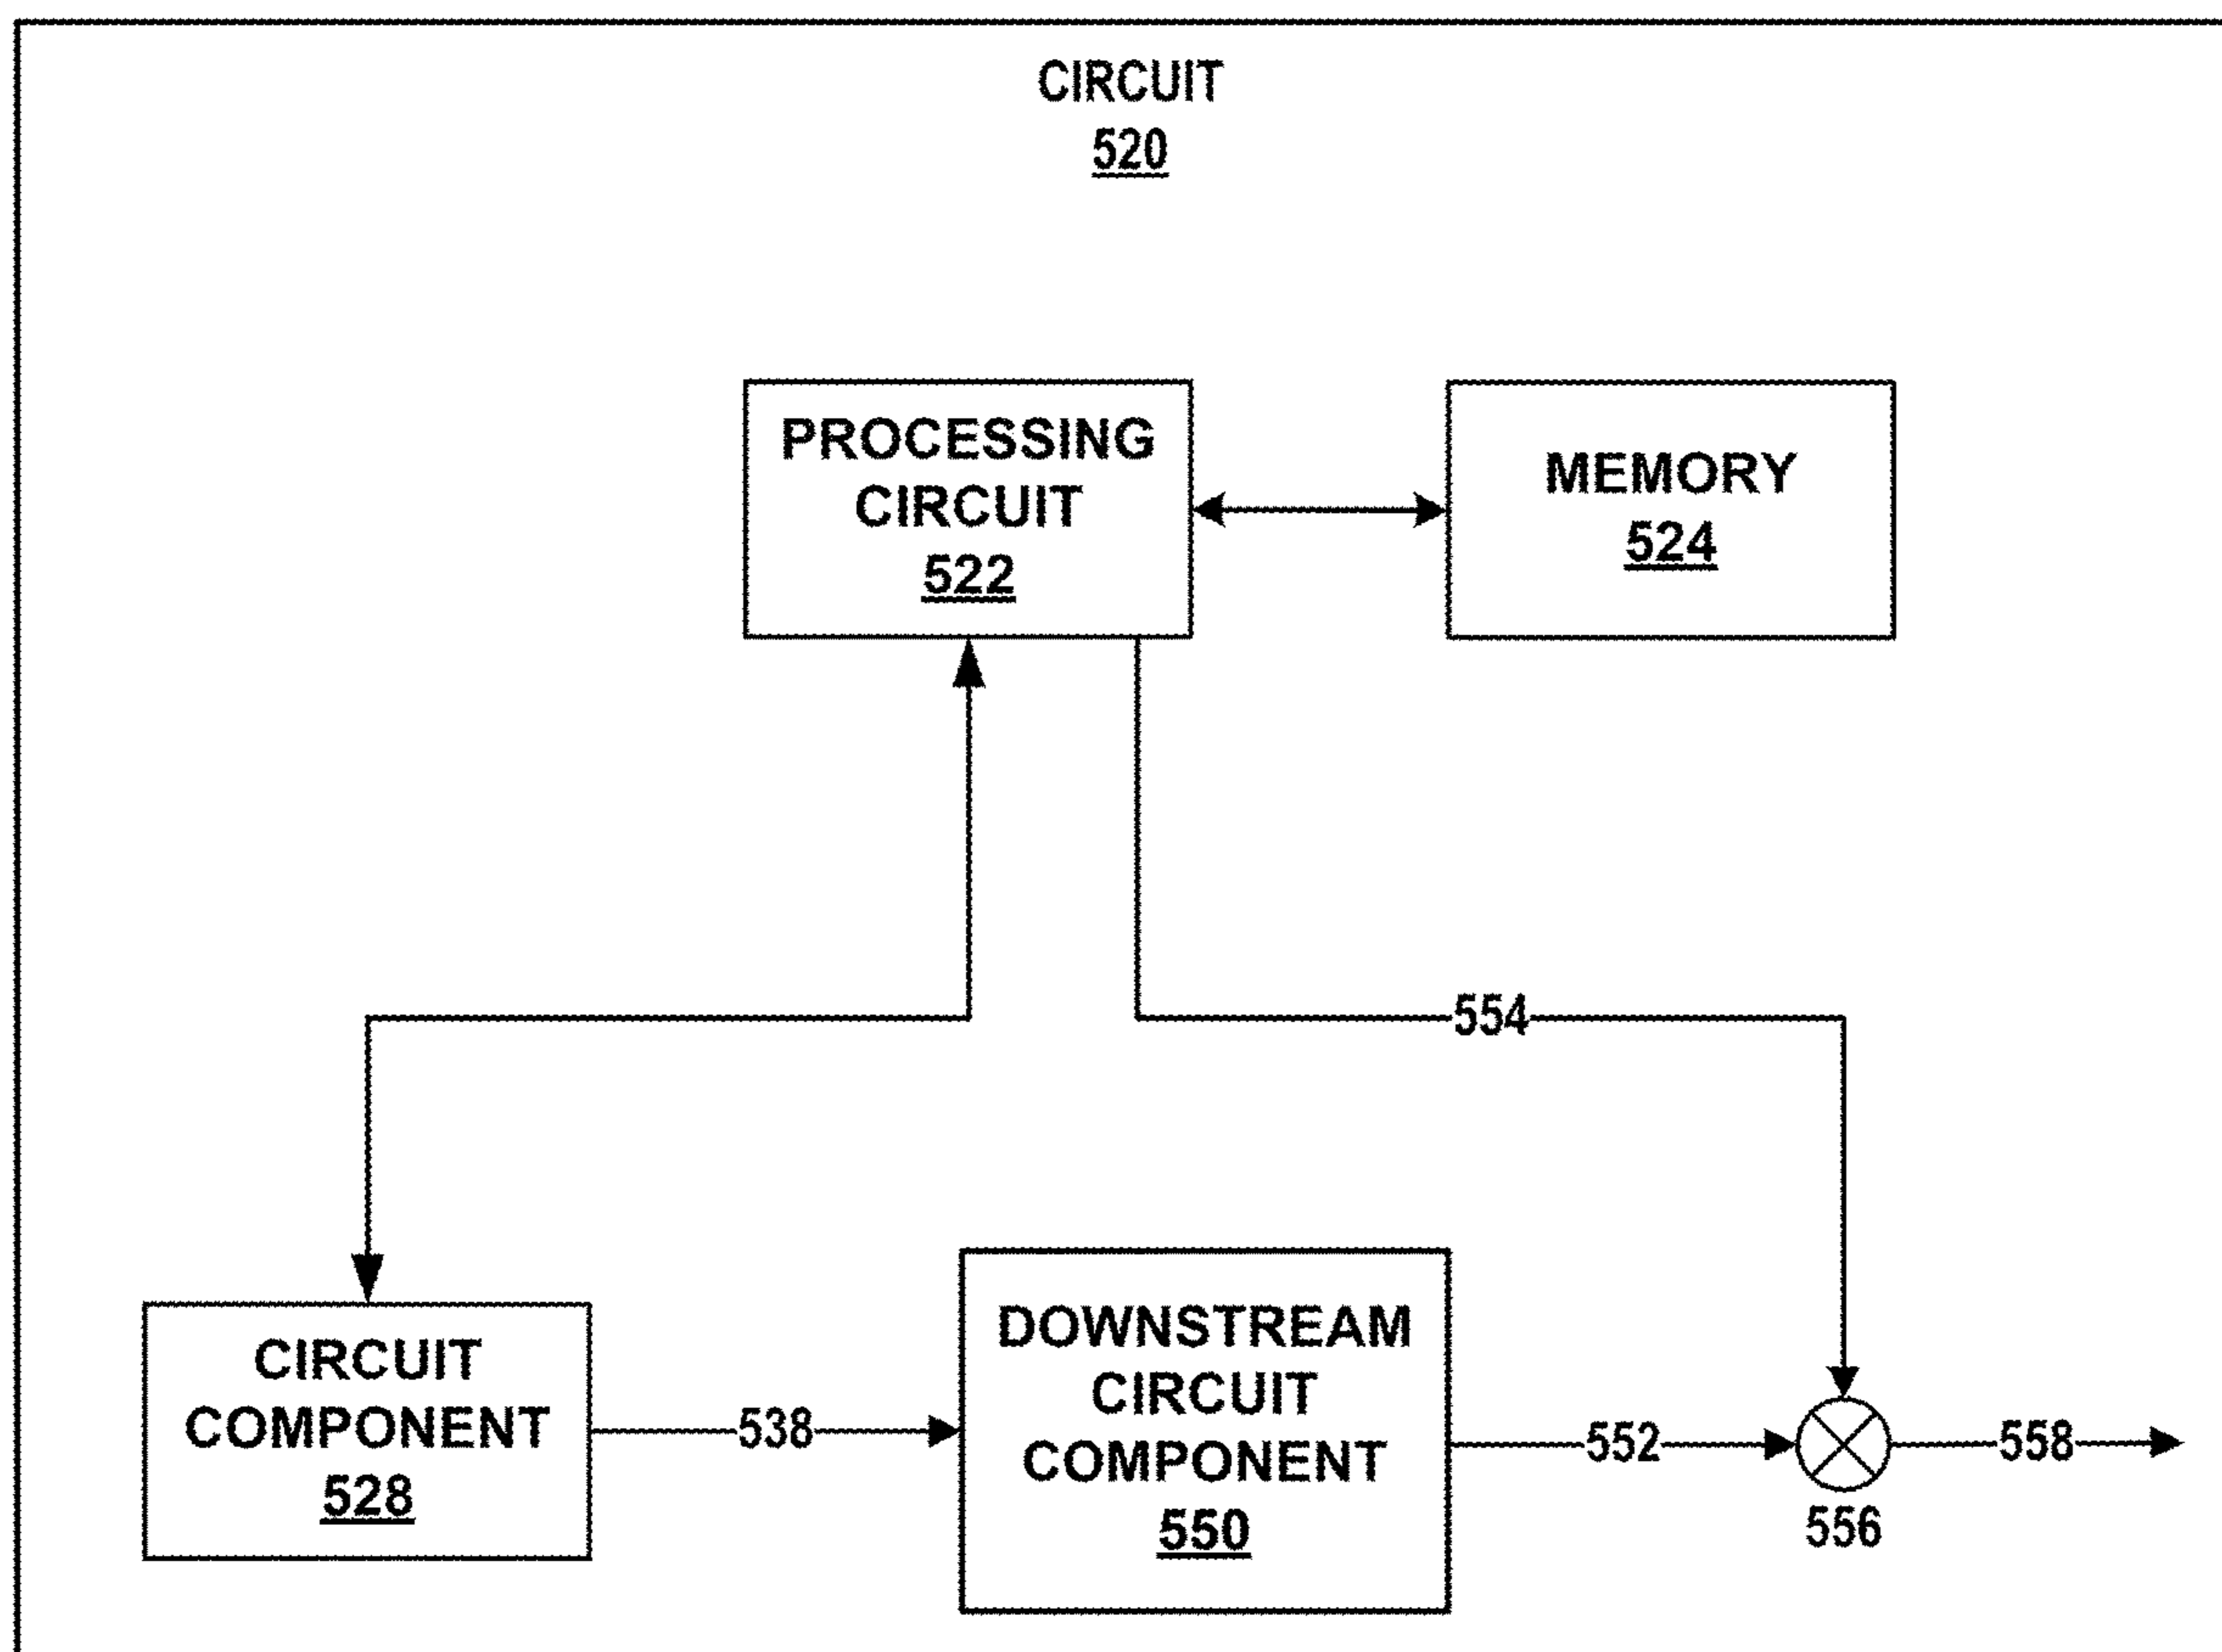 CIRCUIT
520
PROCESSING
CIRCUIT
522
MEMORY
524
554
CIRCUIT
COMPONENT
528
538
DOWNSTREAM
CIRCUIT
COMPONENT
550
552
556
558